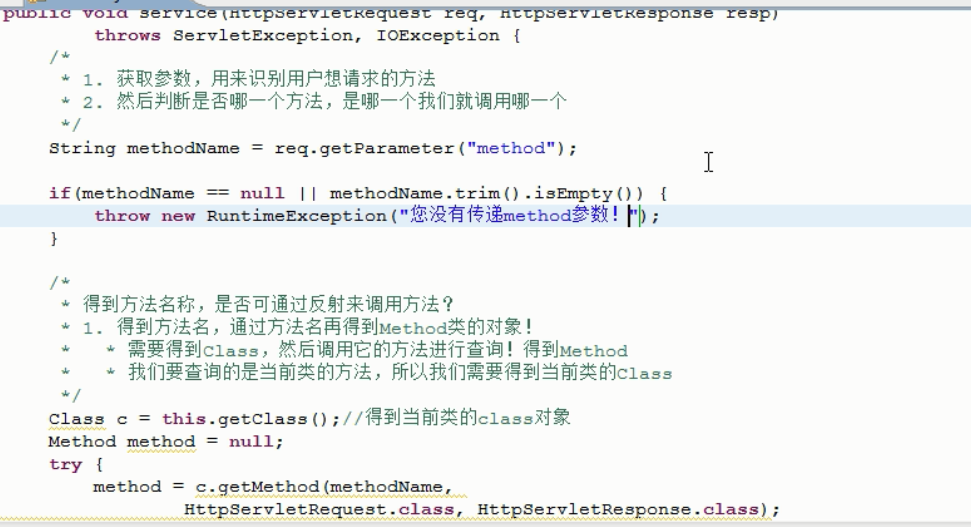 public void service(HttpServletRequest req, HttpServletResponse resp)
throws ServletException, IOException {
/*
* 1. 获取参数，用来识别用户想请求的方法
* 2. 然后判断是否哪一个方法，是哪一个我们就调用哪一个
*/
String methodName = req.getParameter("method");
if(methodName == null || methodName.trim().isEmpty()) {
throw new RuntimeException("您没有传递method参数！");
}
/*
* 得到方法名称，是否可通过反射来调用方法？
* 1. 得到方法名，通过方法名再得到Method类的对象！
*   * 需要得到Class，然后调用它的方法进行查询！得到Method
*   * 我们要查询的是当前类的方法，所以我们需要得到当前类的Class
*/
Class c = this.getClass();//得到当前类的class对象
Method method = null;
try {
method = c.getMethod(methodName,
HttpServletRequest.class, HttpServletResponse.class);